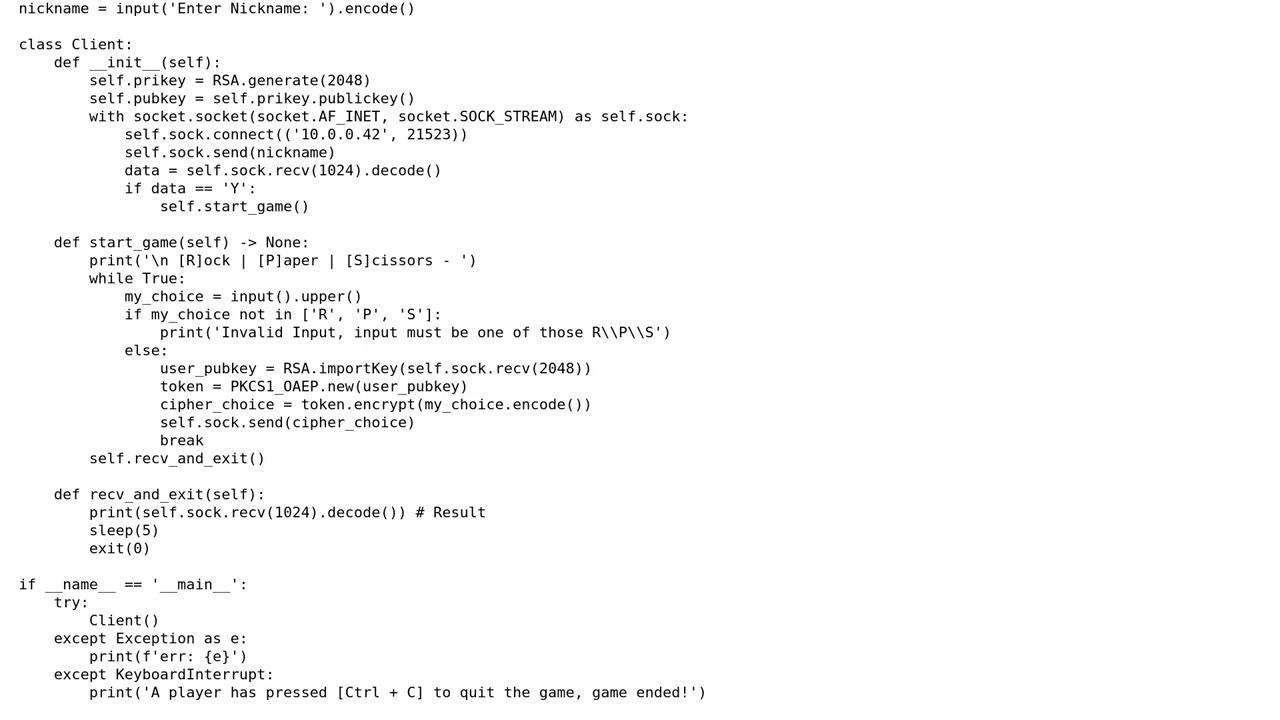 nickname = input('Enter Nickname: ').encode()

class Client:
    def __init__(self):
        self.prikey = RSA.generate(2048)
        self.pubkey = self.prikey.publickey()
        with socket.socket(socket.AF_INET, socket.SOCK_STREAM) as self.sock:
            self.sock.connect(('10.0.0.42', 21523))
            self.sock.send(nickname)
            data = self.sock.recv(1024).decode()
            if data == 'Y':
                self.start_game()

    def start_game(self) -> None:
        print('\n [R]ock | [P]aper | [S]cissors - ')
        while True:
            my_choice = input().upper()
            if my_choice not in ['R', 'P', 'S']:
                print('Invalid Input, input must be one of those R\\P\\S')
            else:
                user_pubkey = RSA.importKey(self.sock.recv(2048))
                token = PKCS1_OAEP.new(user_pubkey)
                cipher_choice = token.encrypt(my_choice.encode())
                self.sock.send(cipher_choice)
                break
        self.recv_and_exit()

    def recv_and_exit(self):
        print(self.sock.recv(1024).decode()) # Result
        sleep(5)
        exit(0)

if __name__ == '__main__':
    try:
        Client()
    except Exception as e:
        print(f'err: {e}')
    except KeyboardInterrupt:
        print('A player has pressed [Ctrl + C] to quit the game, game ended!')